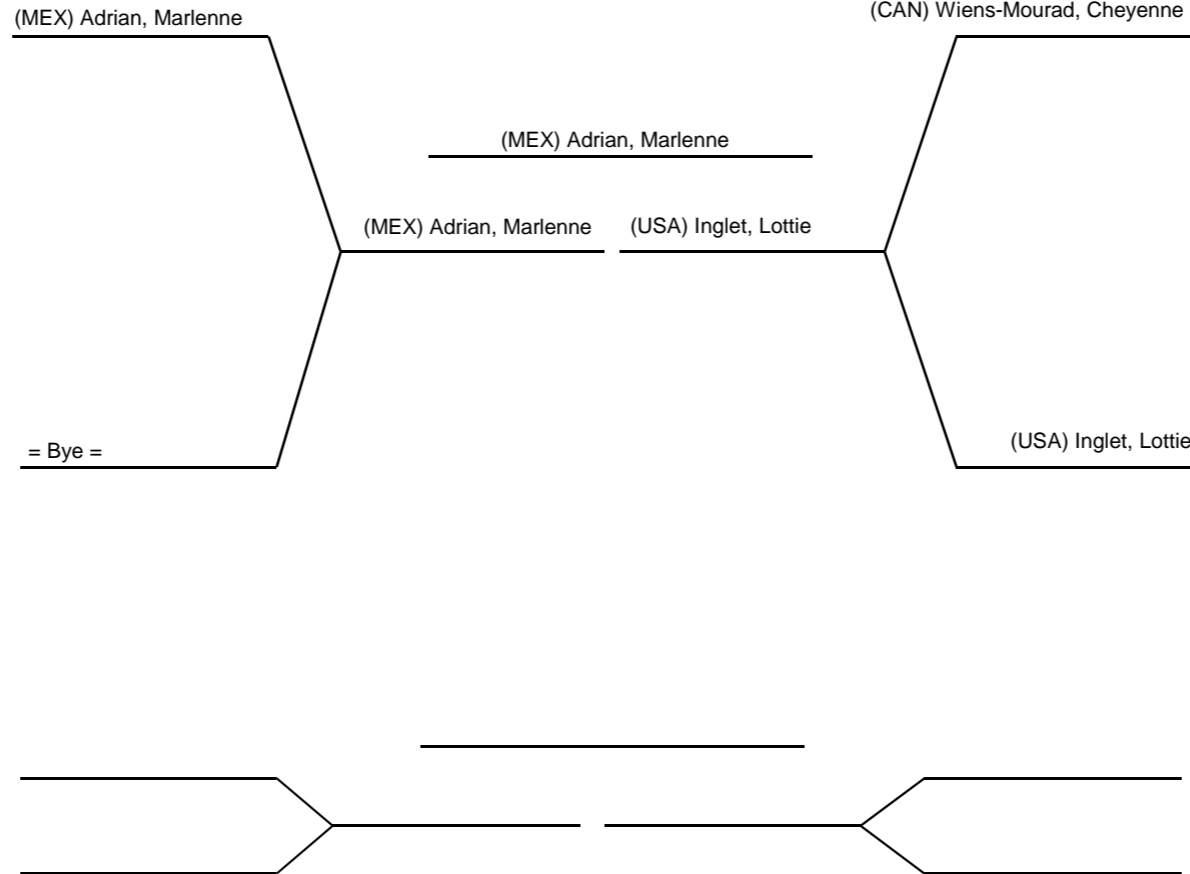 (MEX) Adrian, Marlenne
(CAN) Wiens-Mourad, Cheyenne
(MEX) Adrian, Marlenne
(MEX) Adrian, Marlenne
(USA) Inglet, Lottie
= Bye =
(USA) Inglet, Lottie